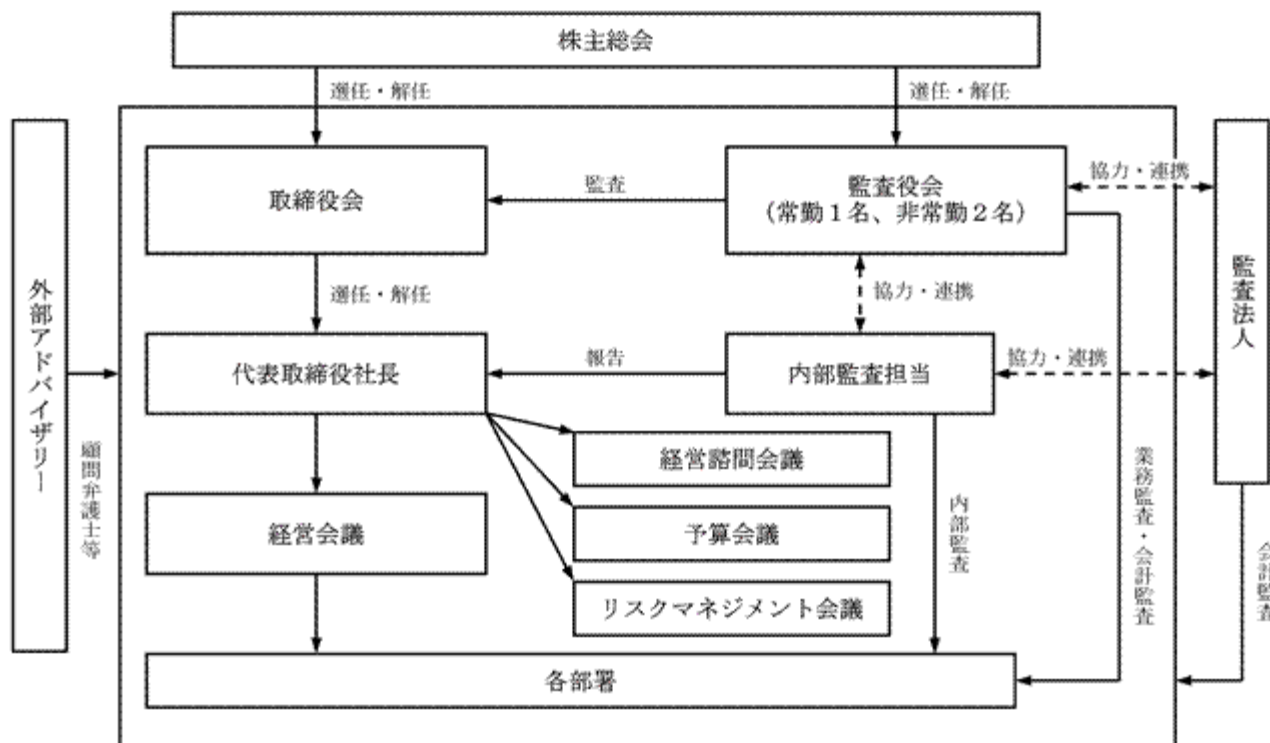 株主総会
選任・解任
選任・解任
取締役会
監査
監査役会
(常勤1名、非常勤2名)
協力・連携
選任・解任
協力・連携
外部アドバイザリー
顧問弁護士等
代表取締役社長
報告
内部監査担当
協力・連携
監査法人
経営諮問会議
経営会議
予算会議
リスクマネジメント会議
内部監査
業務監査・会計監査
会計監査
各部署